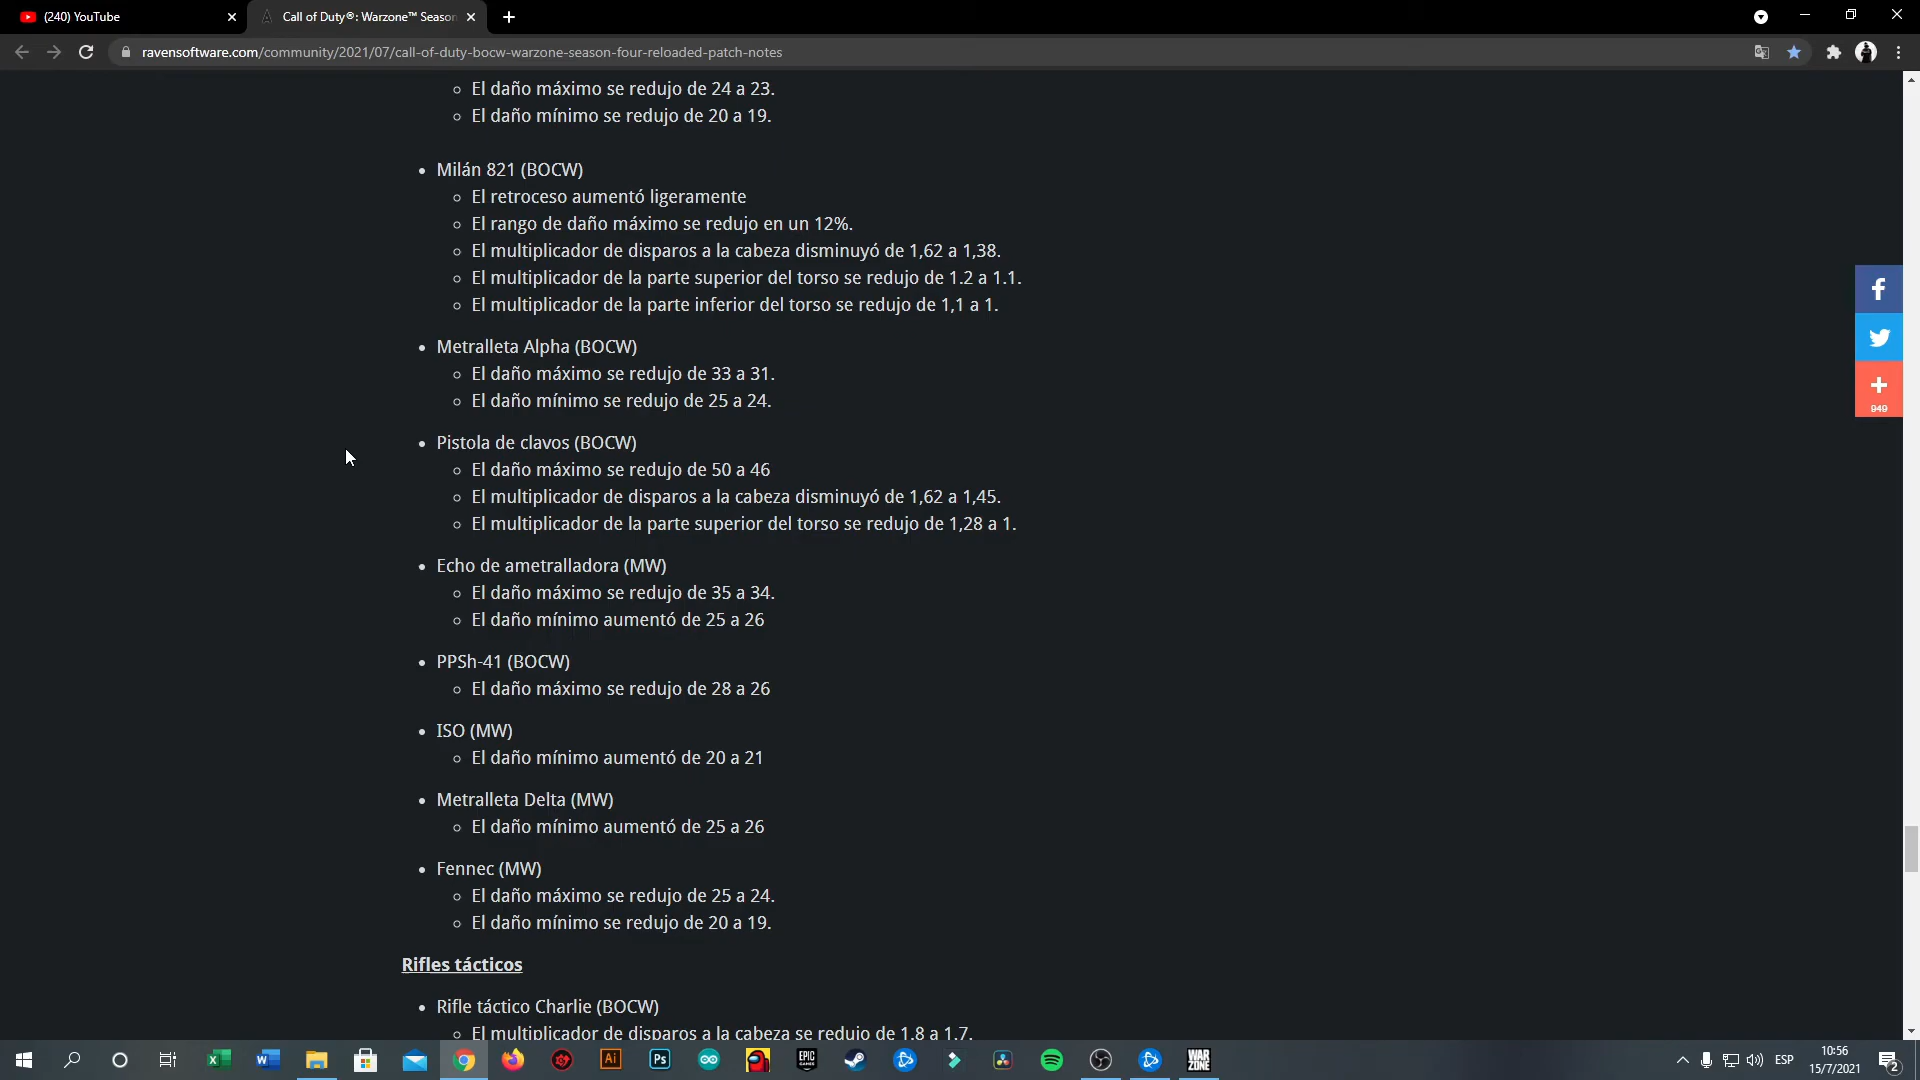 (240) YouTube
Call of Duty®: Warzone™ Season
ravensoftware.com/community/2021/07/call-of-duty-bocw-warzone-season-four-reloaded-patch-notes
El daño máximo se redujo de 24 a 23.
El daño mínimo se redujo de 20 a 19.
Milán 821 (BOCW)
El retroceso aumentó ligeramente
El rango de daño máximo se redujo en un 12%.
El multiplicador de disparos a la cabeza disminuyó de 1,62 a 1,38.
El multiplicador de la parte superior del torso se redujo de 1.2 a 1.1.
El multiplicador de la parte inferior del torso se redujo de 1,1 a 1.
Metralleta Alpha (BOCW)
El daño máximo se redujo de 33 a 31.
El daño mínimo se redujo de 25 a 24.
Pistola de clavos (BOCW)
El daño máximo se redujo de 50 a 46
El multiplicador de disparos a la cabeza disminuyó de 1,62 a 1,45.
El multiplicador de la parte superior del torso se redujo de 1,28 a 1.
Echo de ametralladora (MW)
El daño máximo se redujo de 35 a 34.
El daño mínimo aumentó de 25 a 26
PPSh-41 (BOCW)
El daño máximo se redujo de 28 a 26
ISO (MW)
El daño mínimo aumentó de 20 a 21
Metralleta Delta (MW)
El daño mínimo aumentó de 25 a 26
Fennec (MW)
El daño máximo se redujo de 25 a 24.
El daño mínimo se redujo de 20 a 19.
Rifles tácticos
Rifle táctico Charlie (BOCW)
El multiplicador de disparos a la cabeza se redujo de 1.8 a 1.7.
949
Ai
Ps
EPIC
GAMES
WAR
ZONE
ESP
10:56
15/7/2021
2